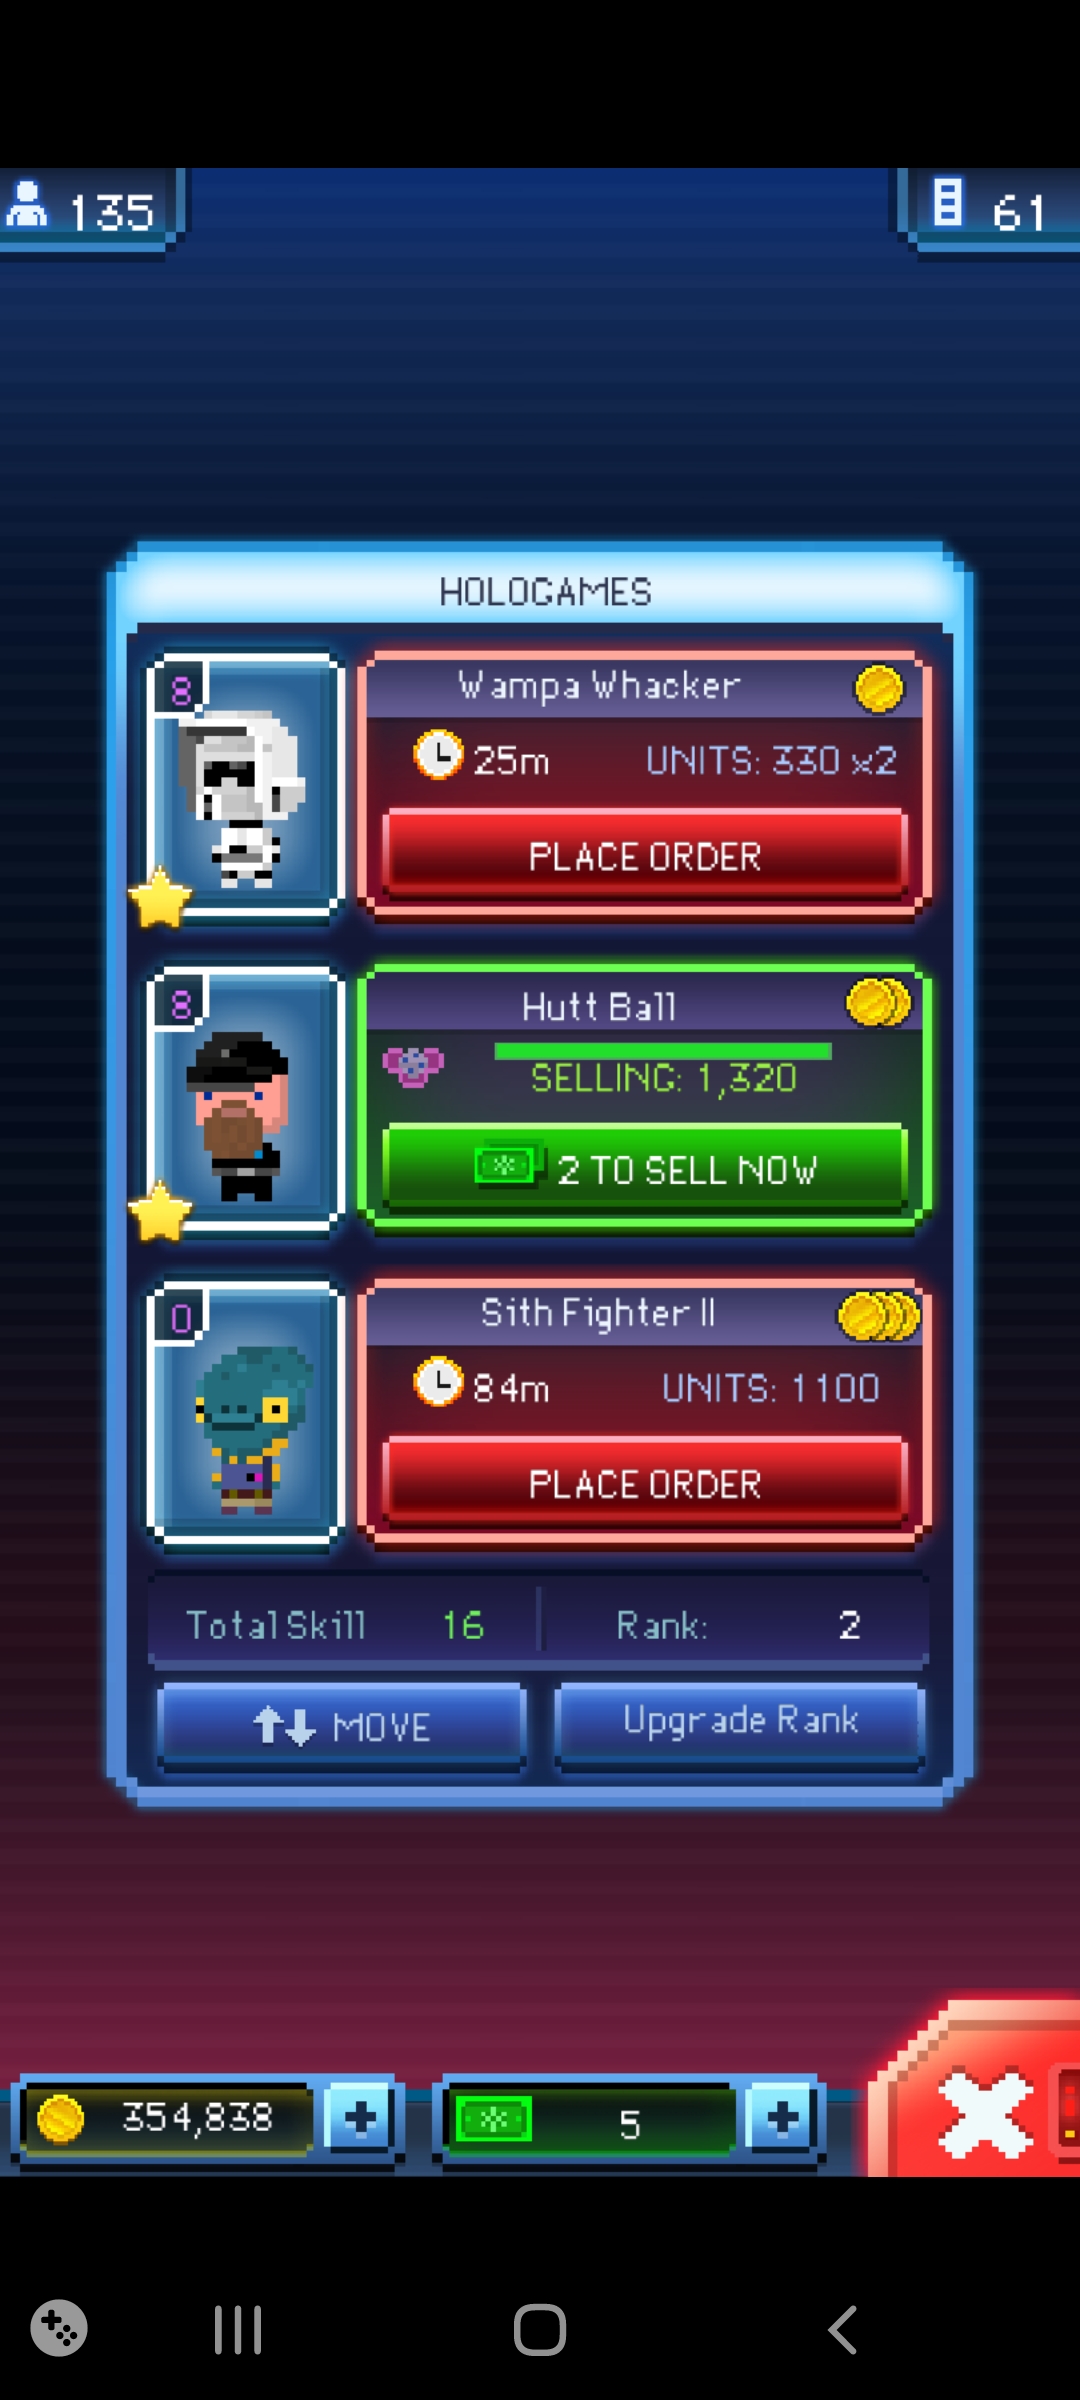 135
61
HOLOGAMES
8
Wampa Whacker
25m UNITS: 330 x2
PLACE ORDER
8
Hutt Ball
SELLING: 1,320
2 TO SELL NOW
0
Sith Fighter II
84m UNITS: 1100
PLACE ORDER
Total Skill 16 Rank: 2
MOVE Upgrade Rank
354,838 5